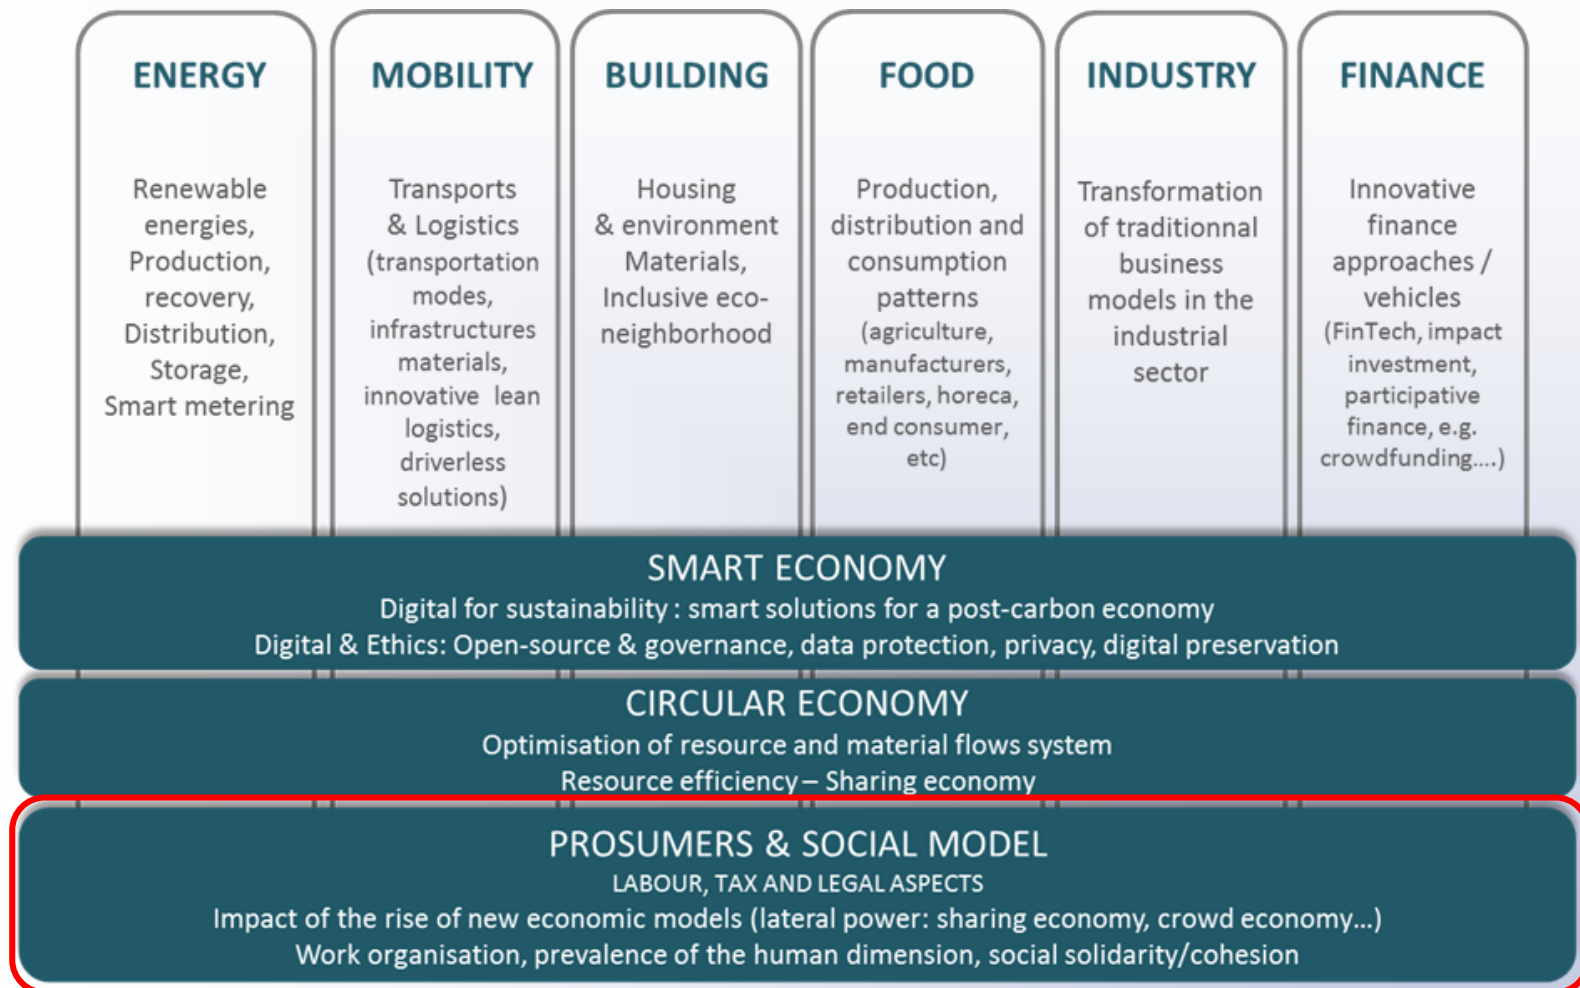 ENERGY
Renewable
energies,
Production,
recovery,
Distribution,
Storage,
Smart metering
MOBILITY
Transports
& Logistics
(transportation
modes,
infrastructures
materials,
innovative lean
logistics,
driverless
solutions)
BUILDING
Housing
& environment
Materials,
Inclusive eco-
neighborhood
FOOD
Production,
distribution and
consumption
patterns
(agriculture,
manufacturers,
retailers, horeca,
end consumer,
etc)
INDUSTRY
Transformation
of traditionnal
business
models in the
industrial
sector
FINANCE
Innovative
finance
approaches /
vehicles
(FinTech, impact
investment,
participative
finance, e.g.
crowdfunding....)
SMART ECONOMY
Digital for sustainability : smart solutions for a post-carbon economy
Digital & Ethics: Open-source & governance, data protection, privacy, digital preservation
CIRCULAR ECONOMY
Optimisation of resource and material flows system
Resource efficiency – Sharing economy
PROSUMERS & SOCIAL MODEL
LABOUR, TAX AND LEGAL ASPECTS
Impact of the rise of new economic models (lateral power: sharing economy, crowd economy...)
Work organisation, prevalence of the human dimension, social solidarity/cohesion